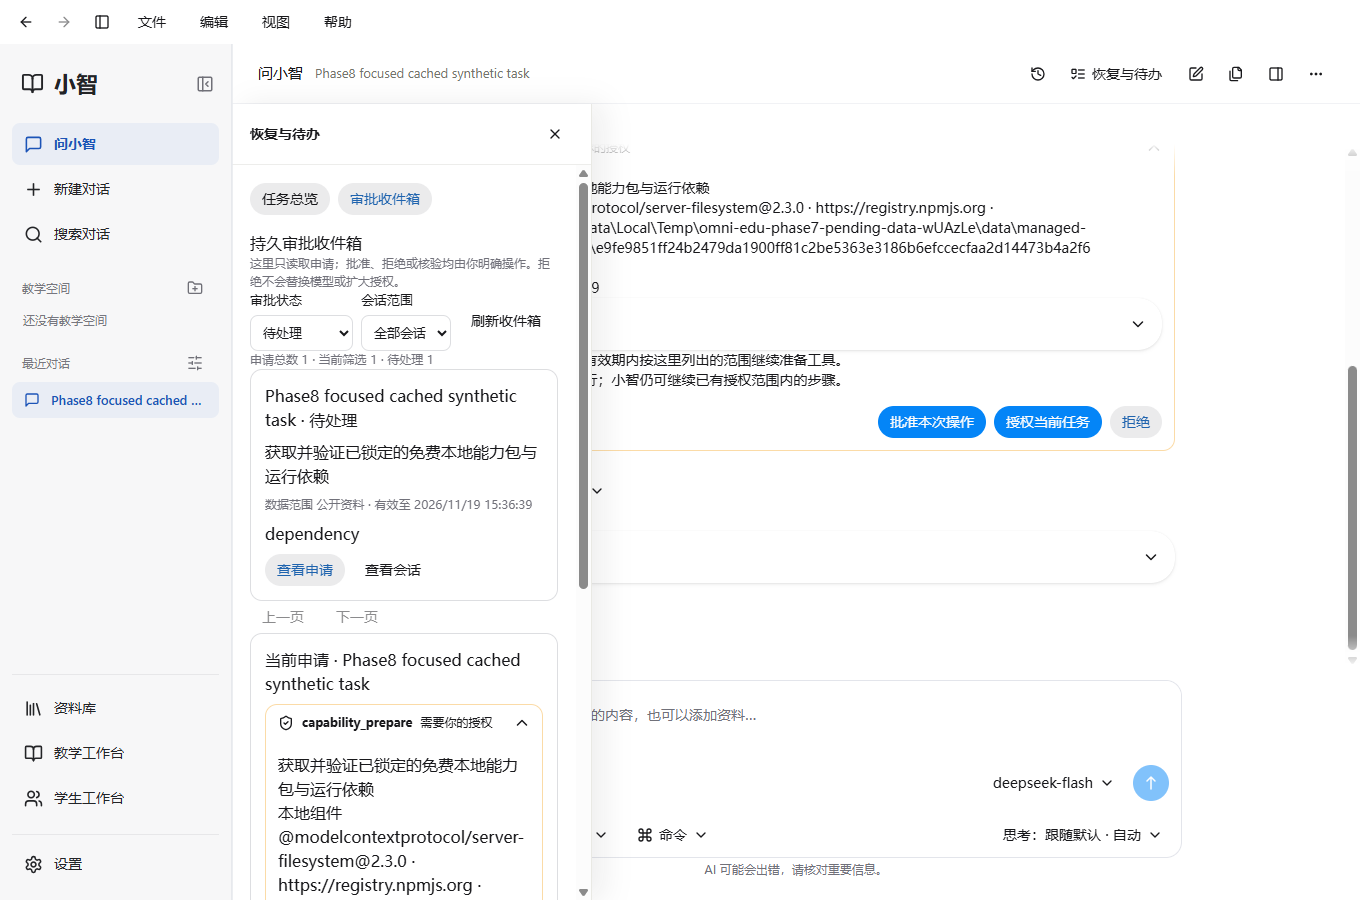 文件
编辑
视图
帮助
小智
问小智
新建对话
搜索对话
教学空间
还没有教学空间
最近对话
Phase8 focused cached ...
资料库
教学工作台
学生工作台
设置
问小智 Phase8 focused cached synthetic task
恢复与待办
恢复与待办
任务总览
审批收件箱
持久审批收件箱
这里只读取申请；批准、拒绝或核验均由你明确操作。拒
绝不会替换模型或扩大授权。
审批状态
会话范围
待处理
全部会话
刷新收件箱
申请总数 1 · 当前筛选 1 · 待处理 1
Phase8 focused cached synthetic
task · 待处理
获取并验证已锁定的免费本地能力包与
运行依赖
数据范围 公开资料 · 有效至 2026/11/19 15:36:39
dependency
查看申请
查看会话
上一页
下一页
当前申请 · Phase8 focused cached
synthetic task
capability_prepare 需要你的授权
获取并验证已锁定的免费本地能力
包与运行依赖
本地组件
@modelcontextprotocol/server-
filesystem@2.3.0 ·
https://registry.npmjs.org ·
的授权
能力包与运行依赖
rotocol/server-filesystem@2.3.0 · https://registry.npmjs.org ·
ata\Local\Temp\omni-edu-phase7-pending-data-wUAzLe\data\managed-
\e9fe9851ff24b2479da1900ff81c2be5363e3186b6efccecfaa2d14473b4a2f6
9
有效期内按这里列出的范围继续准备工具。
行；小智仍可继续已有授权范围内的步骤。
批准本次操作
授权当前任务
拒绝
的内容，也可以添加资料...
deepseek-flash
命令
思考：跟随默认 · 自动
AI 可能会出错，请核对重要信息。